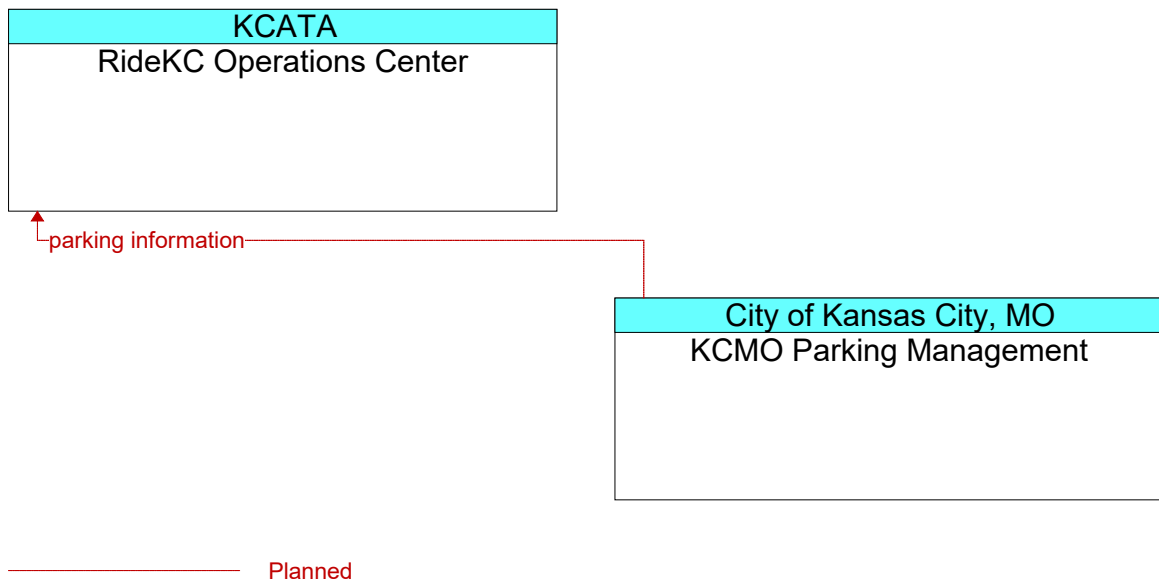 KCATA
RideKC Operations Center
parking information
City of Kansas City, MO
KCMO Parking Management
Planned